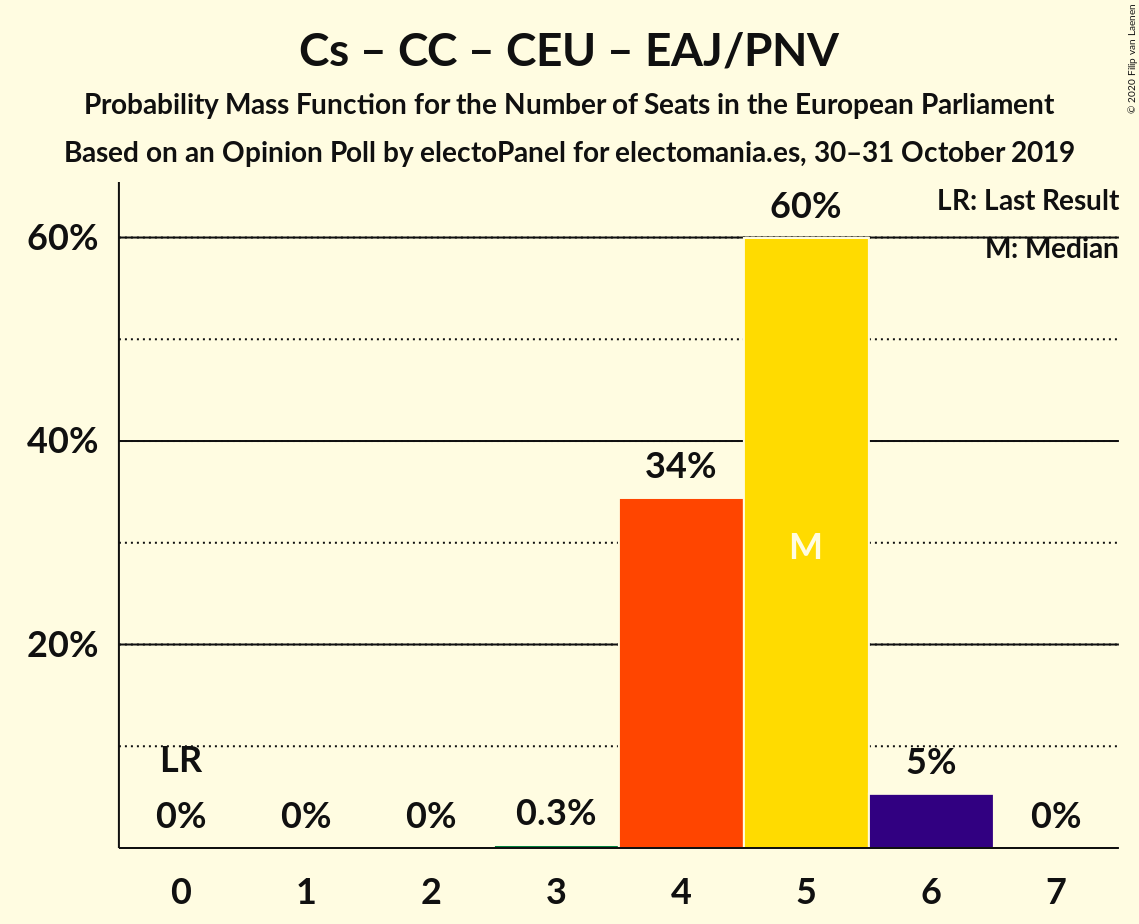 Cs – CC – CEU – EAJ/PNV
Probability Mass Function for the Number of Seats in the European Parliament
Based on an Opinion Poll by electoPanel for electomania.es, 30–31 October 2019
© 2020 Filip van Laenen
LR: Last Result
M: Median
60%
40%
20%
LR
0%
0%
0%
0.3%
34%
60%
M
5%
0%
0 1 2 3 4 5 6 7